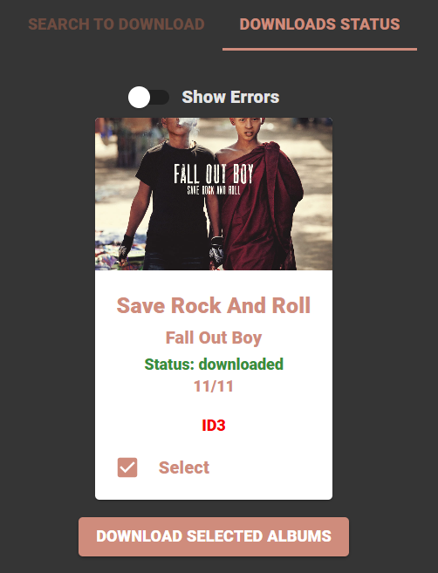 SEARCH TO DOWNLOAD
DOWNLOADS STATUS
Show Errors
FALL OUT BOY
SAVE ROCK AND ROLL
Save Rock And Roll
Fall Out Boy
Status: downloaded
11/11
ID3
Select
DOWNLOAD SELECTED ALBUMS